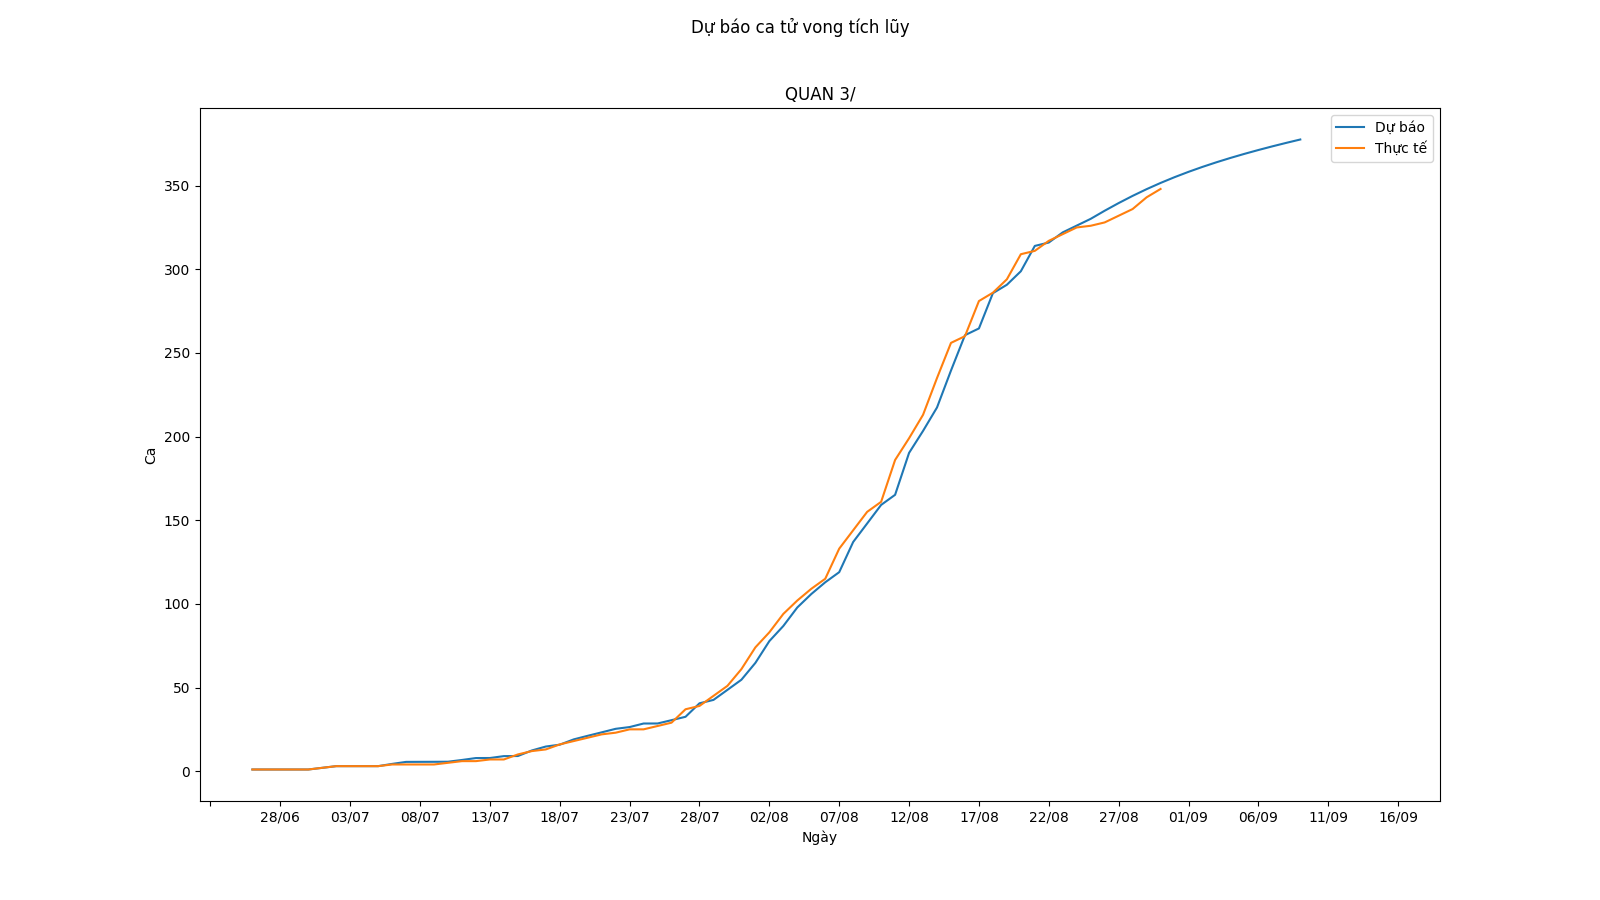 Dự báo ca tử vong tích lũy
QUAN 3/
Dự báo
Thực tế
350
300
250
200
150
100
50
0
Ca
28/06 03/07 08/07 13/07 18/07 23/07 28/07 02/08 07/08 12/08 17/08 22/08 27/08 01/09 06/09 11/09 16/09
Ngày